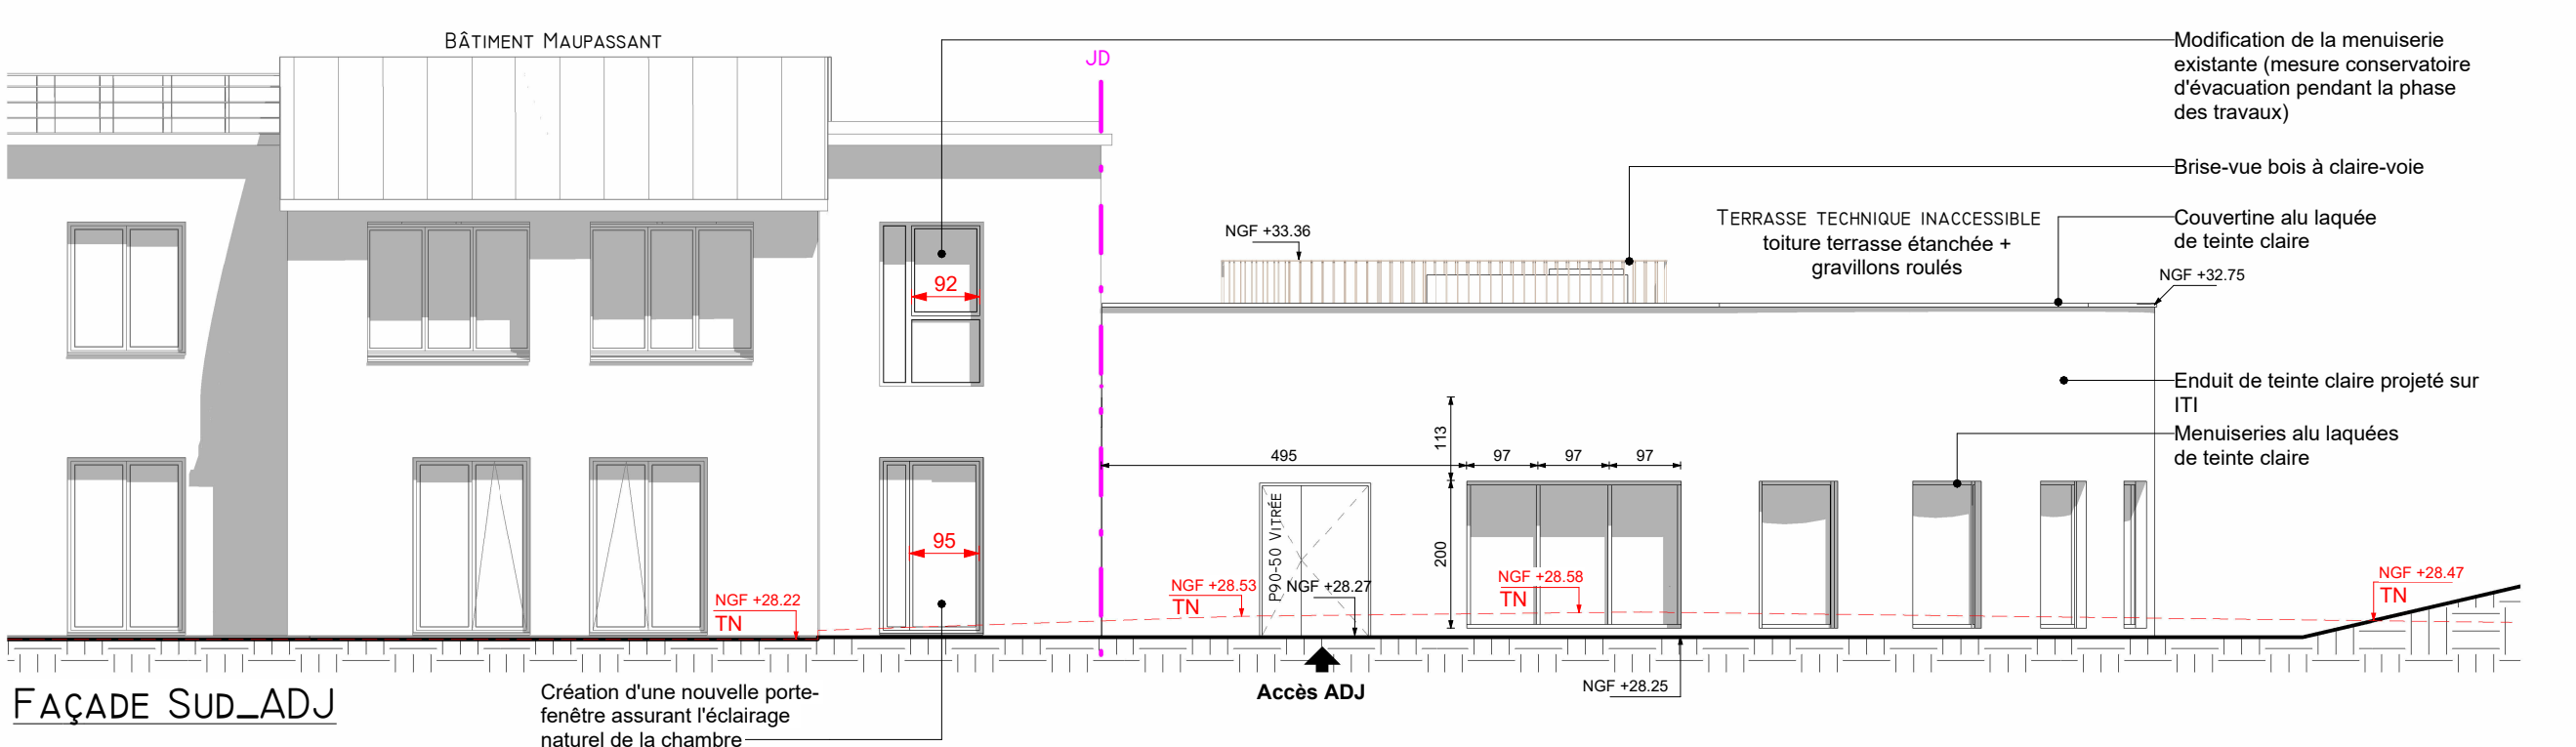 BÂTIMENT MAUPASSANT
JD
Modification de la menuiserie
existante (mesure conservatoire
d'évacuation pendant la phase
des travaux)
Brise-vue bois à claire-voie
TERRASSE TECHNIQUE INACCESSIBLE
toiture terrasse étanchée +
gravillons roulés
Couvertine alu laquée
de teinte claire
NGF +33.36
NGF +32.75
92
Enduit de teinte claire projeté sur
ITI
Menuiseries alu laquées
de teinte claire
113
495
97
97
97
P90-50 VITRÉE
200
95
NGF +28.22
TN
NGF +28.53
TN
NGF +28.27
NGF +28.58
TN
NGF +28.47
TN
NGF +28.25
Accès ADJ
FAÇADE SUD_ADJ
Création d'une nouvelle porte-
fenêtre assurant l'éclairage
naturel de la chambre